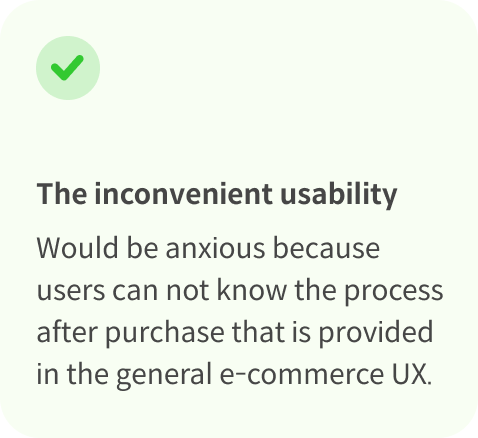 The inconvenient usability
Would be anxious because
users can not know the process
after purchase that is provided
in the general e-commerce UX.